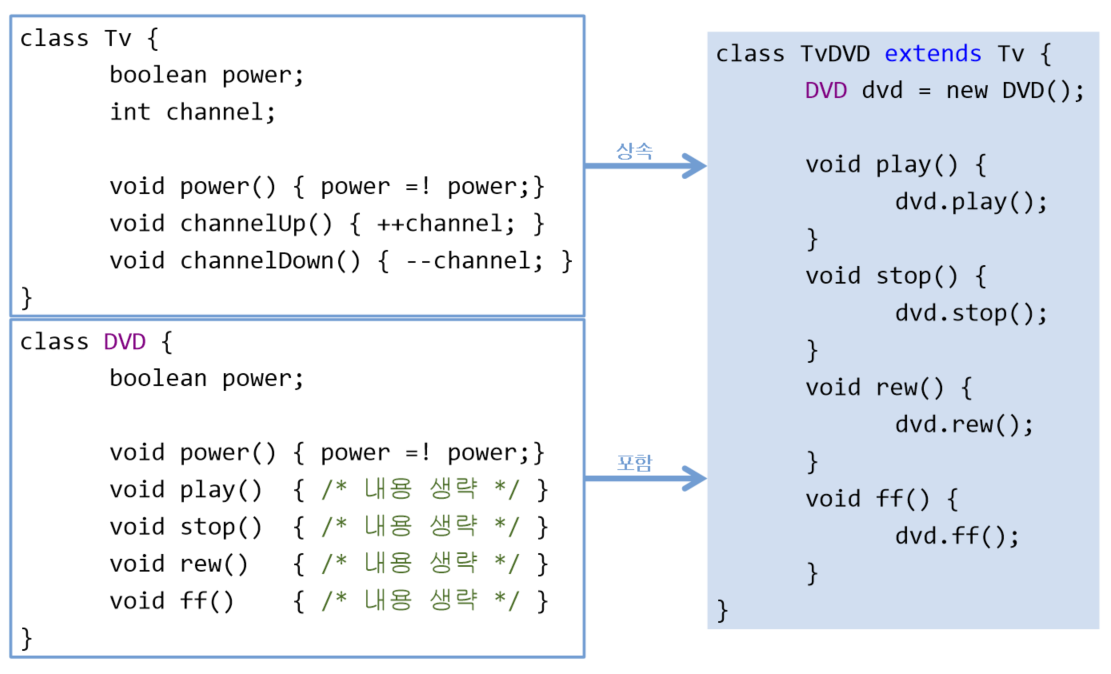 class Tv {
boolean power;
int channel;
void power() { power =! power;}
void channelUp() { ++channel; }
void channelDown() { --channel; }
}
class DVD {
boolean power;
void power() { power =! power;}
void play() { /* 내용 생략 */ }
void stop() { /* 내용 생략 */ }
void rew() { /* 내용 생략 */ }
void ff() { /* 내용 생략 */ }
}
상속
포함
class TvDVD extends Tv {
DVD dvd = new DVD();
void play() {
dvd.play();
}
void stop() {
dvd.stop();
}
void rew() {
dvd.rew();
}
void ff() {
dvd.ff();
}
}